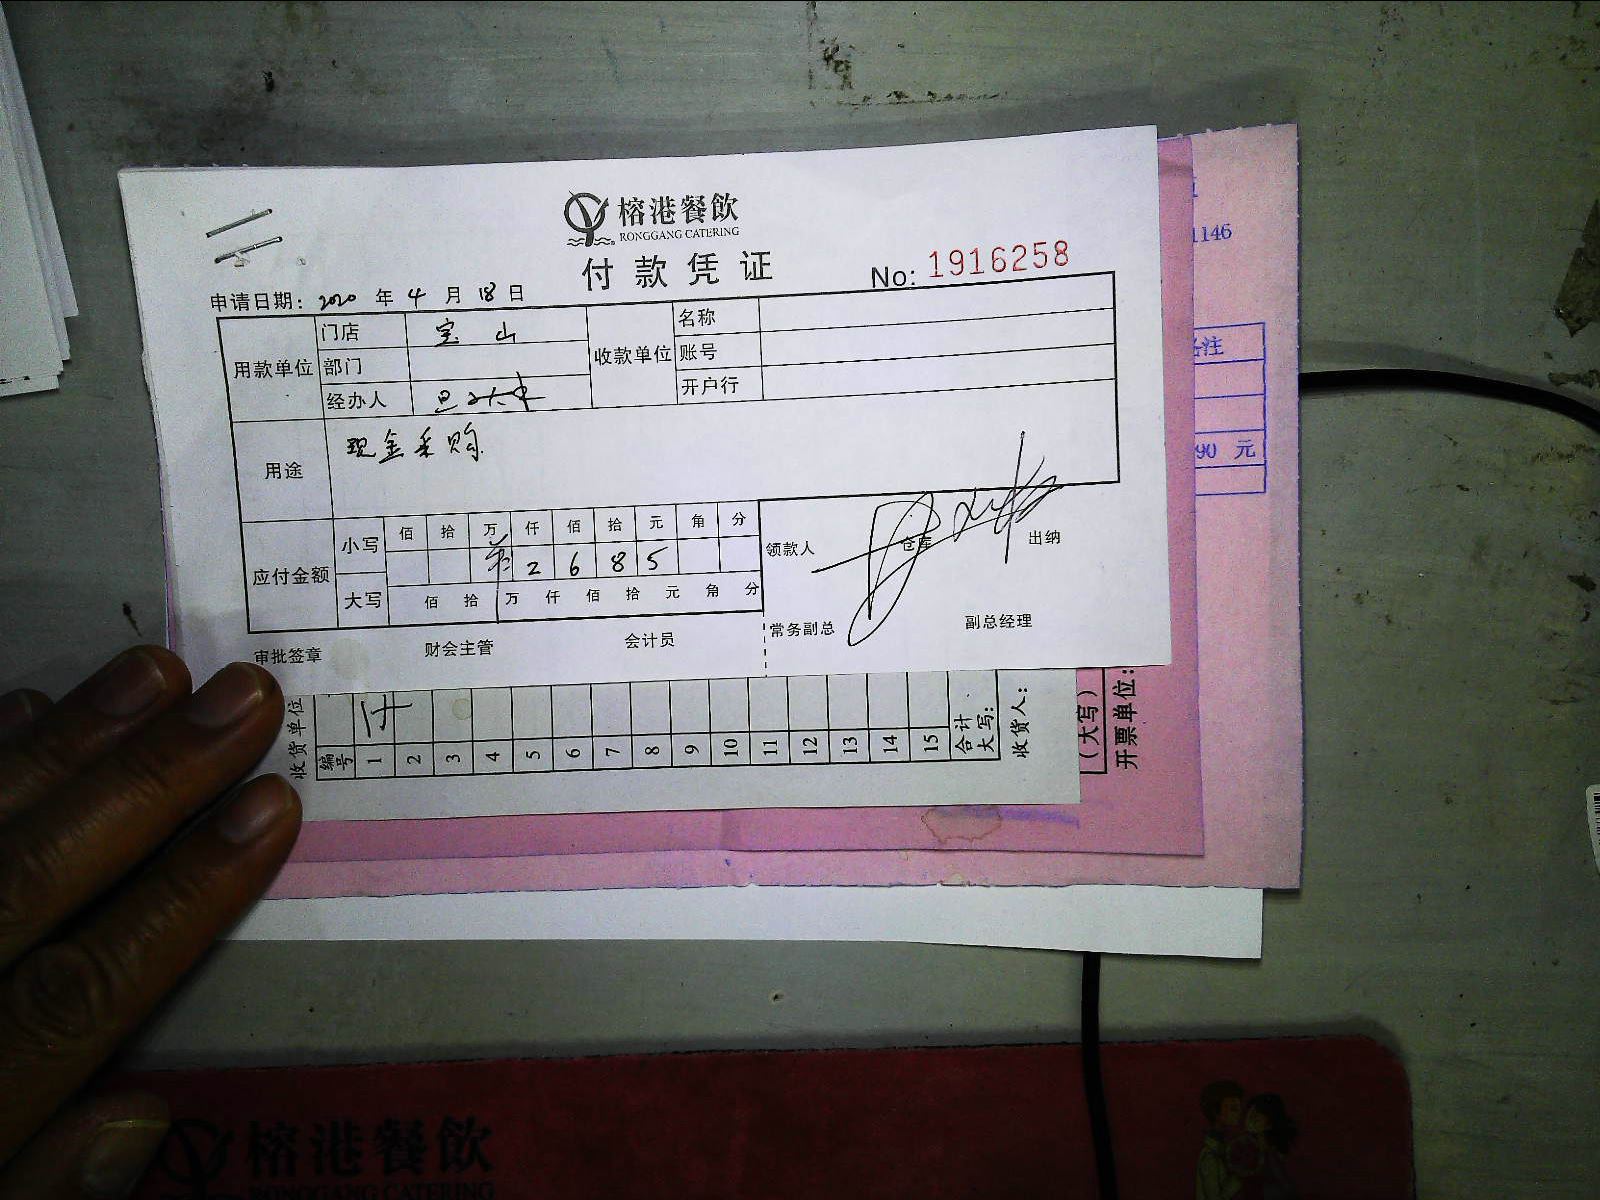 榕港餐飲
RONGGANG CATERING
付款凭证
No: 1916258
申请日期: 2020 年 4 月 18 日
用款单位 门店 宝山 收款单位 名称
部门 账号
经办人 开户行
用途 现金采购
应付金额 小写 佰 拾 万 仟 佰 拾 元 角 分
2 6 8 5
大写 佰 拾 万 仟 佰 拾 元 角 分
领款人 仓库 出纳
常务副总 副总经理
审批签章 财会主管 会计员
1146
备注
90 元
收货单位
编号 1 2 3 4 5 6 7 8 9 10 11 12 13 14 15 合计大写:
收货人:
(大写)
开票单位:
榕港餐飲
RONGGANG CATERING